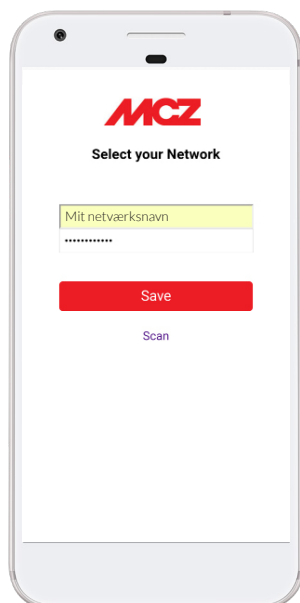 MCZ
Select your Network
Mit netværksnavn
••••••••••••
Save
Scan